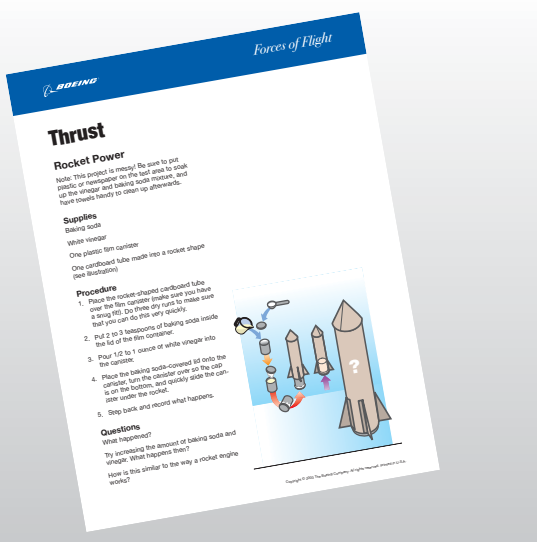 Forces of Flight
BOEING
Thrust
Rocket Power
Note: This project is messy! Be sure to put
plastic or newspaper on the test area to soak
up the vinegar and baking soda mixture, and
have towels handy to clean up afterwards.
Supplies
Baking soda
White vinegar
One plastic film canister
One cardboard tube made into a rocket shape
(see illustration)
Procedure
1. Place the rocket-shaped cardboard tube
over the film canister (make sure you have
a snug fit!). Do three dry runs to make sure
that you can do this very quickly.
2. Put 2 to 3 teaspoons of baking soda inside
the lid of the film container.
3. Pour 1/2 to 1 ounce of white vinegar into
the canister.
4. Place the baking soda-covered lid onto the
canister, turn the canister over so the cap
is on the bottom, and quickly slide the can-
ister under the rocket.
5. Step back and record what happens.
Questions
What happened?
Try increasing the amount of baking soda and
vinegar. What happens then?
How is this similar to the way a rocket engine
works?
?
Copyright © The Boeing Company. All rights reserved.